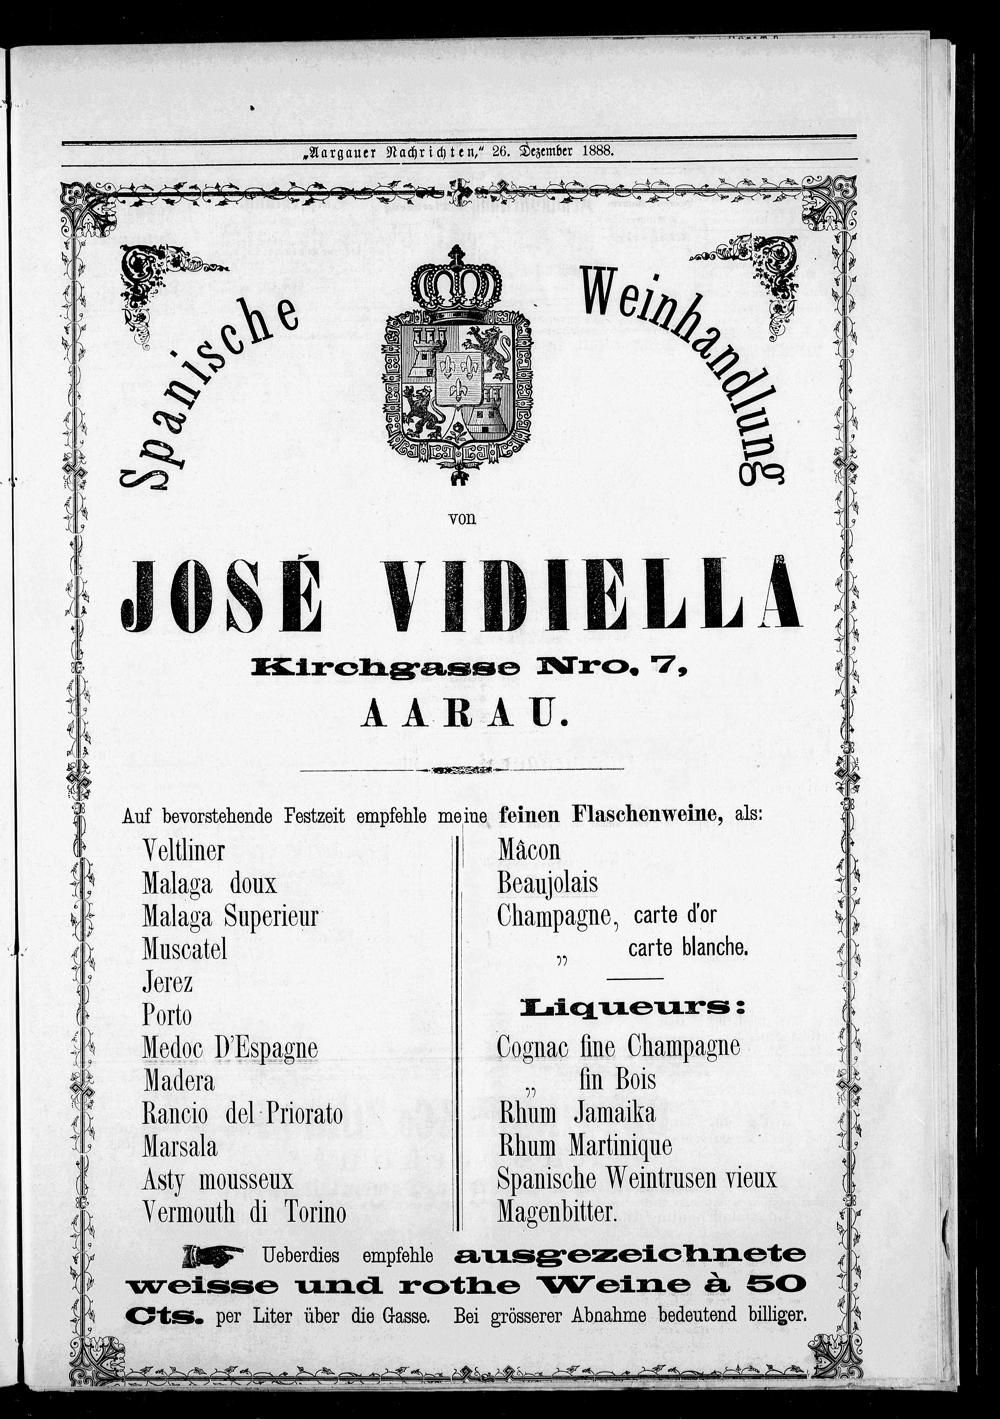 „Aargauer Nachrichten,“ 26. Dezember 1888.
Spanische Weinhandlung
von
JOSÉ VIDIELLA
Kirchgasse Nro. 7,
AARAU.
Auf bevorstehende Festzeit empfehle meine feinen Flaschenweine, als:
Veltliner
Malaga doux
Malaga Superieur
Muscatel
Jerez
Porto
Medoc D'Espagne
Madera
Rancio del Priorato
Marsala
Asty mousseux
Vermouth di Torino
Mâcon
Beaujolais
Champagne, carte d'or
„ carte blanche.
Liqueurs:
Cognac fine Champagne
„ fin Bois
Rhum Jamaika
Rhum Martinique
Spanische Weintrusen vieux
Magenbitter.
Ueberdies empfehle ausgezeichnete
weisse und rothe Weine à 50
Cts. per Liter über die Gasse. Bei grösserer Abnahme bedeutend billiger.